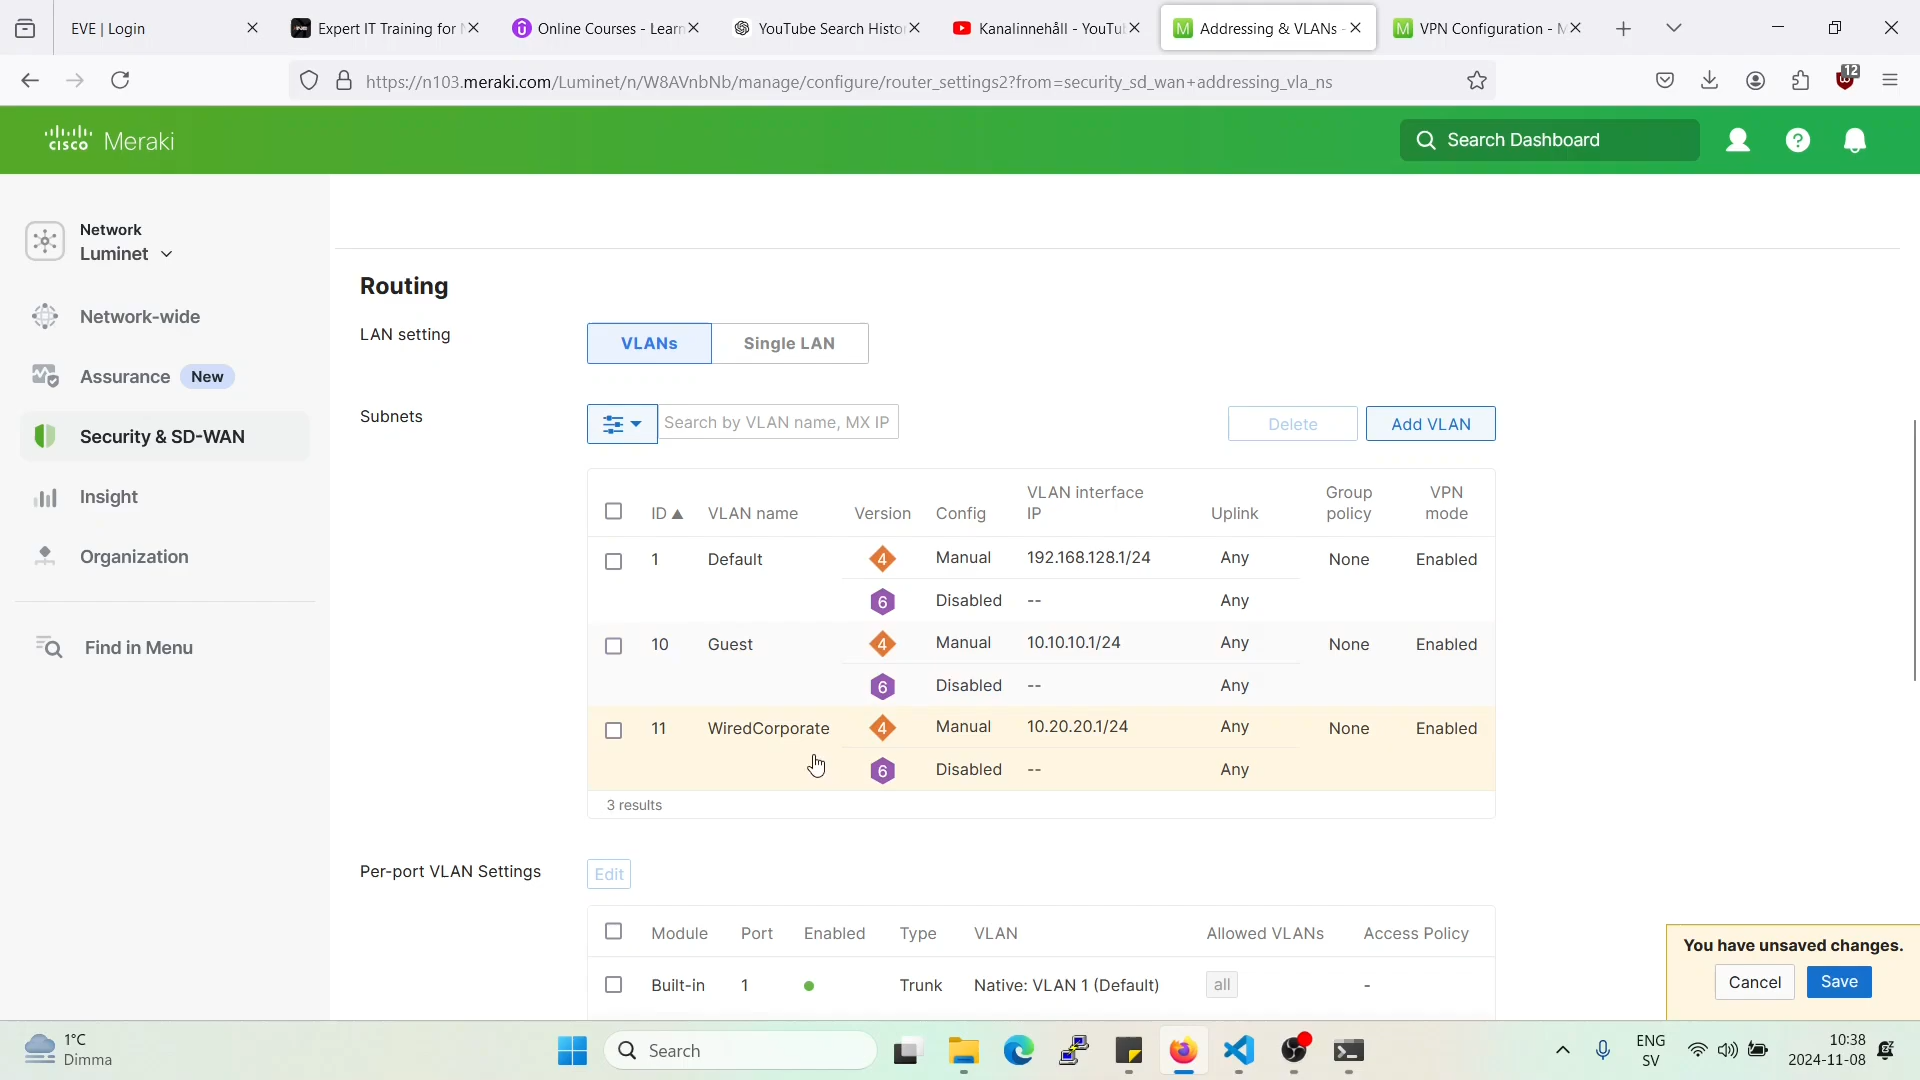 EVE | Login
Expert IT Training for N
Online Courses - Learn
YouTube Search Histor
Kanalinnehåll - YouTub
Addressing & VLANs -
VPN Configuration - M
https://n103.meraki.com/Luminet/n/W8AVnbNb/manage/configure/router_settings2?from=security_sd_wan+addressing_vla_ns
12
cisco Meraki
Search Dashboard
Network
Luminet
Network-wide
Assurance New
Security & SD-WAN
Insight
Organization
Find in Menu
Routing
LAN setting
VLANs Single LAN
Subnets
Search by VLAN name, MX IP
Delete Add VLAN
ID VLAN name Version Config VLAN interface IP Uplink Group policy VPN mode
1 Default 4 Manual 192.168.128.1/24 Any None Enabled
6 Disabled -- Any
10 Guest 4 Manual 10.10.10.1/24 Any None Enabled
6 Disabled -- Any
11 WiredCorporate 4 Manual 10.20.20.1/24 Any None Enabled
6 Disabled -- Any
3 results
Per-port VLAN Settings
Edit
Module Port Enabled Type VLAN Allowed VLANs Access Policy
Built-in 1 Trunk Native: VLAN 1 (Default) all -
You have unsaved changes.
Cancel Save
1°C
Dimma
Search
ENG
SV
10:38
2024-11-08